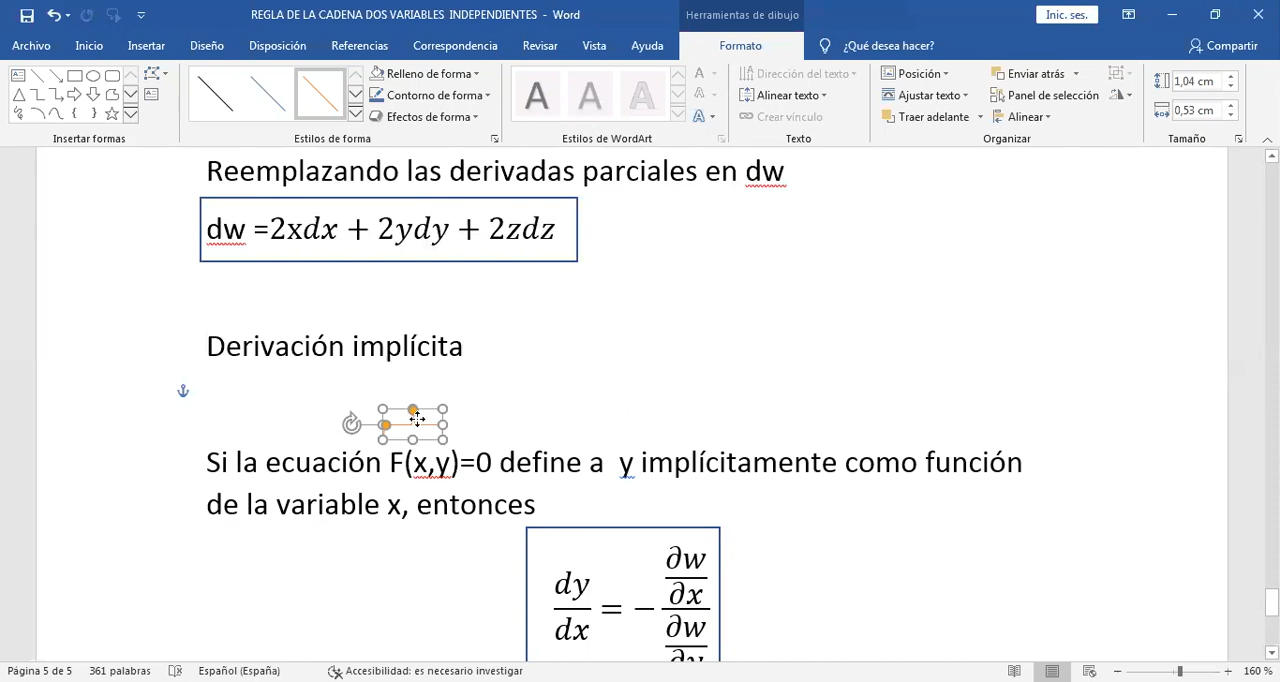 REGLA DE LA CADENA DOS VARIABLES INDEPENDIENTES - Word
Herramientas de dibujo
Inic. ses.
Archivo Inicio Insertar Diseño Disposición Referencias Correspondencia Revisar Vista Ayuda Formato ¿Qué desea hacer? Compartir
Relleno de forma
Contorno de forma
Efectos de forma
Dirección del texto
Alinear texto
Crear vínculo
Posición
Ajustar texto
Traer adelante
Enviar atrás
Panel de selección
Alinear
1,04 cm
0,53 cm
Insertar formas Estilos de forma Estilos de WordArt Texto Organizar Tamaño
Reemplazando las derivadas parciales en dw
dw =2xdx + 2ydy + 2zdz
Derivación implícita
Si la ecuación F(x,y)=0 define a y implícitamente como función
de la variable x, entonces
dy/dx = − (∂w/∂x)/(∂w/∂y)
Página 5 de 5 361 palabras Español (España) Accesibilidad: es necesario investigar 160 %